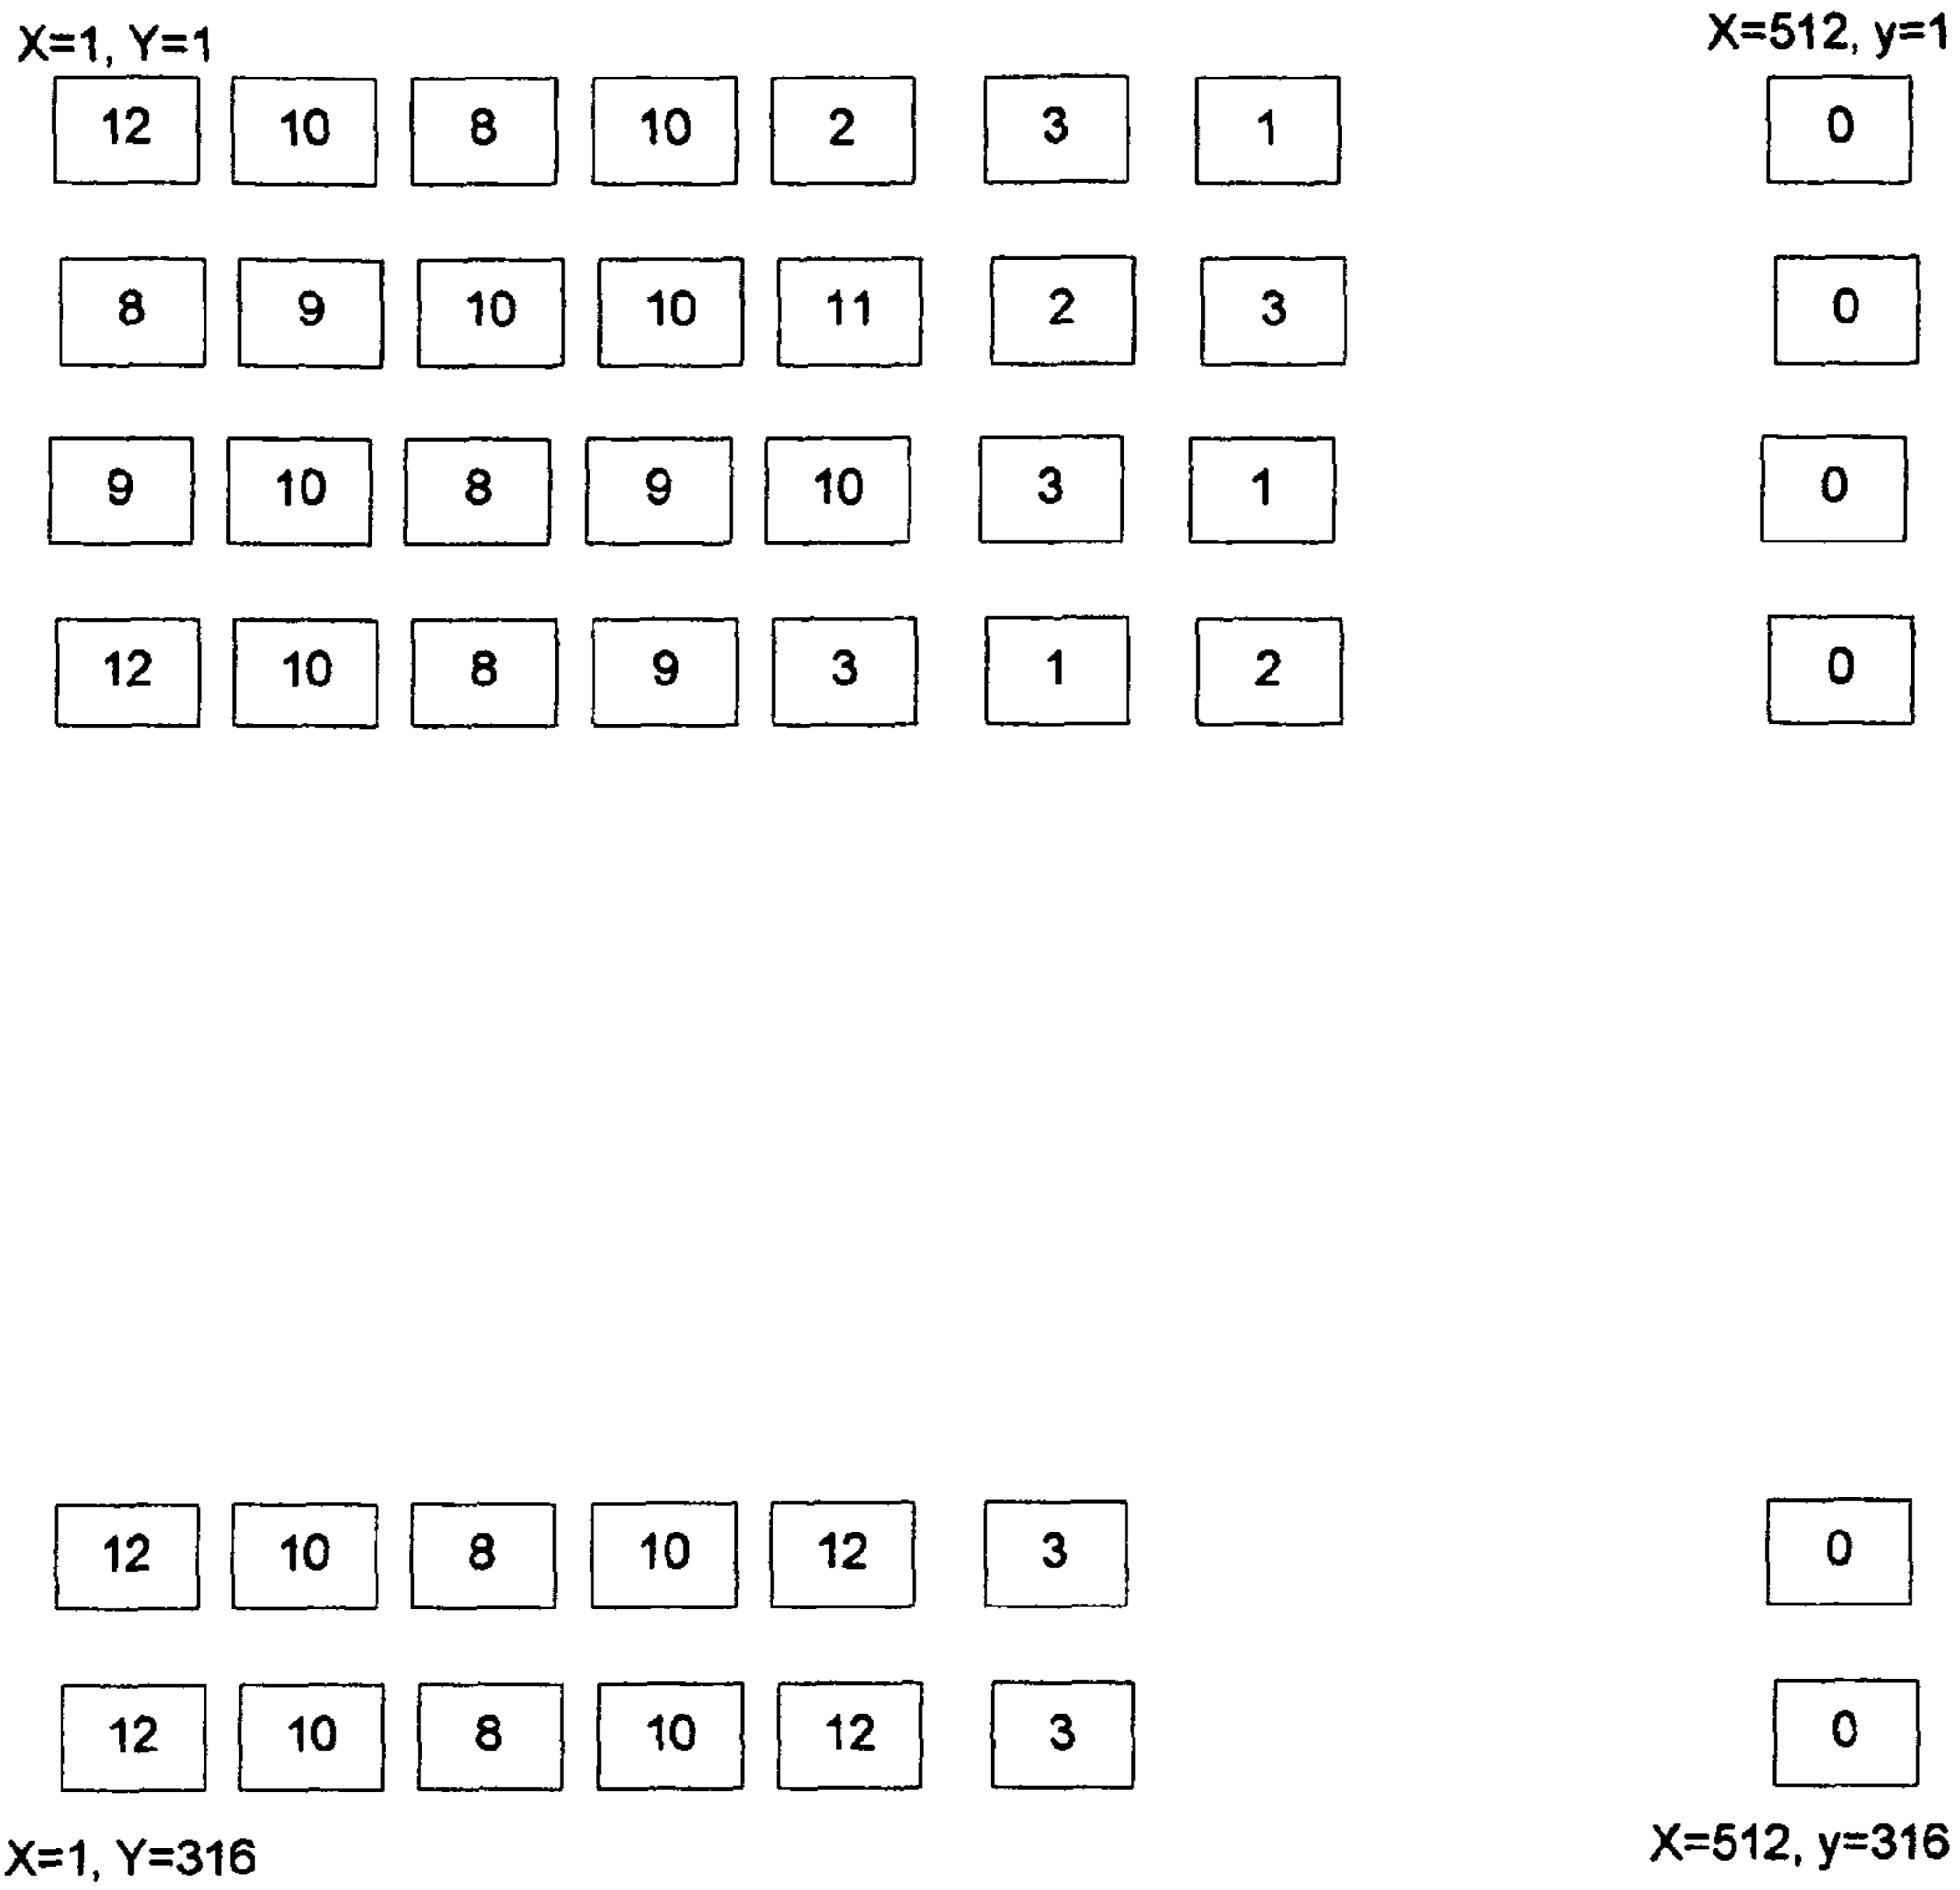 X=1, Y=1 X=512, y=1
12 10 8 10 2 3 1 0
8 9 10 10 11 2 3 0
9 10 8 9 10 3 1 0
12 10 8 9 3 1 2 0
12 10 8 10 12 3 0
12 10 8 10 12 3 0
X=1, Y=316 X=512, y=316